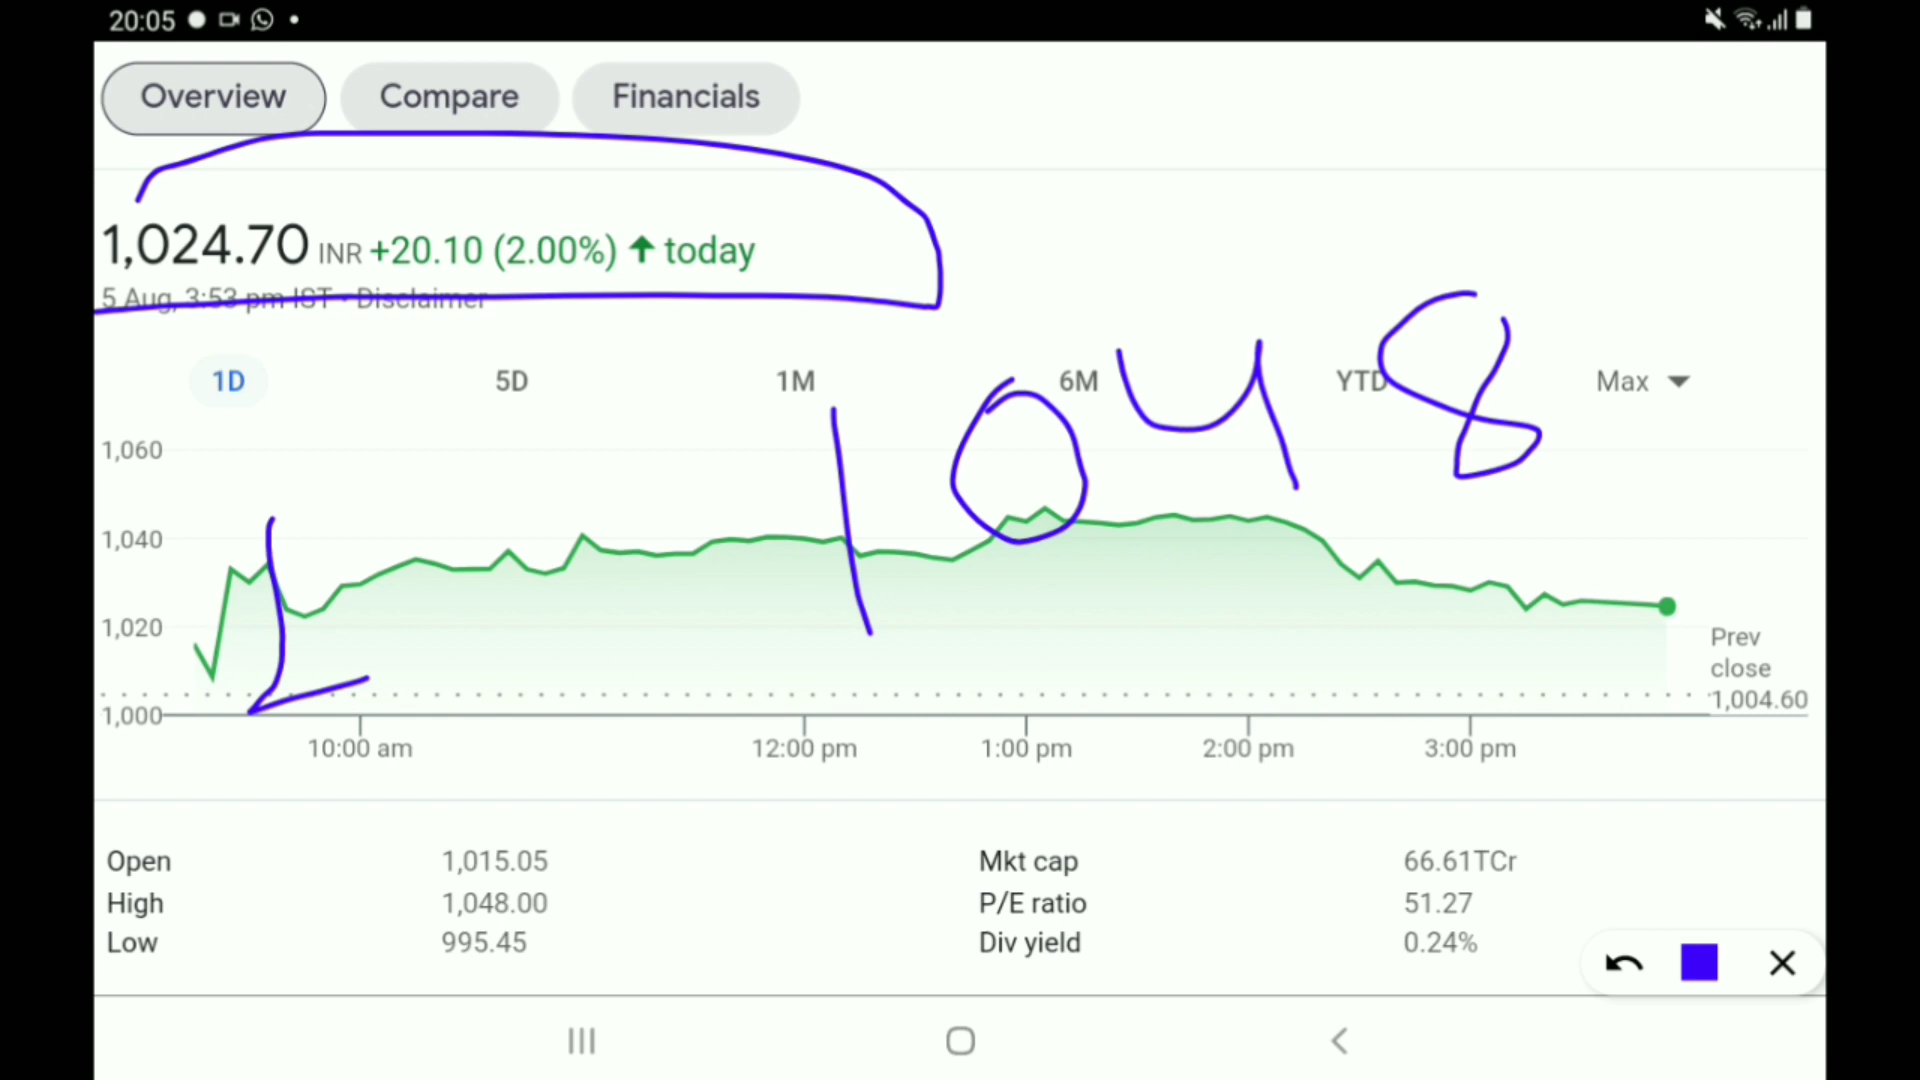 20:05
Overview Compare Financials
1,024.70 INR +20.10 (2.00%) ↑ today
5 Aug, 3:53 pm IST · Disclaimer
1D 5D 1M 6M YTD Max
1048
1,060
1,040
1,020
1,000
Prev
close
1,004.60
10:00 am 12:00 pm 1:00 pm 2:00 pm 3:00 pm
Open 1,015.05 Mkt cap 66.61TCr
High 1,048.00 P/E ratio 51.27
Low 995.45 Div yield 0.24%